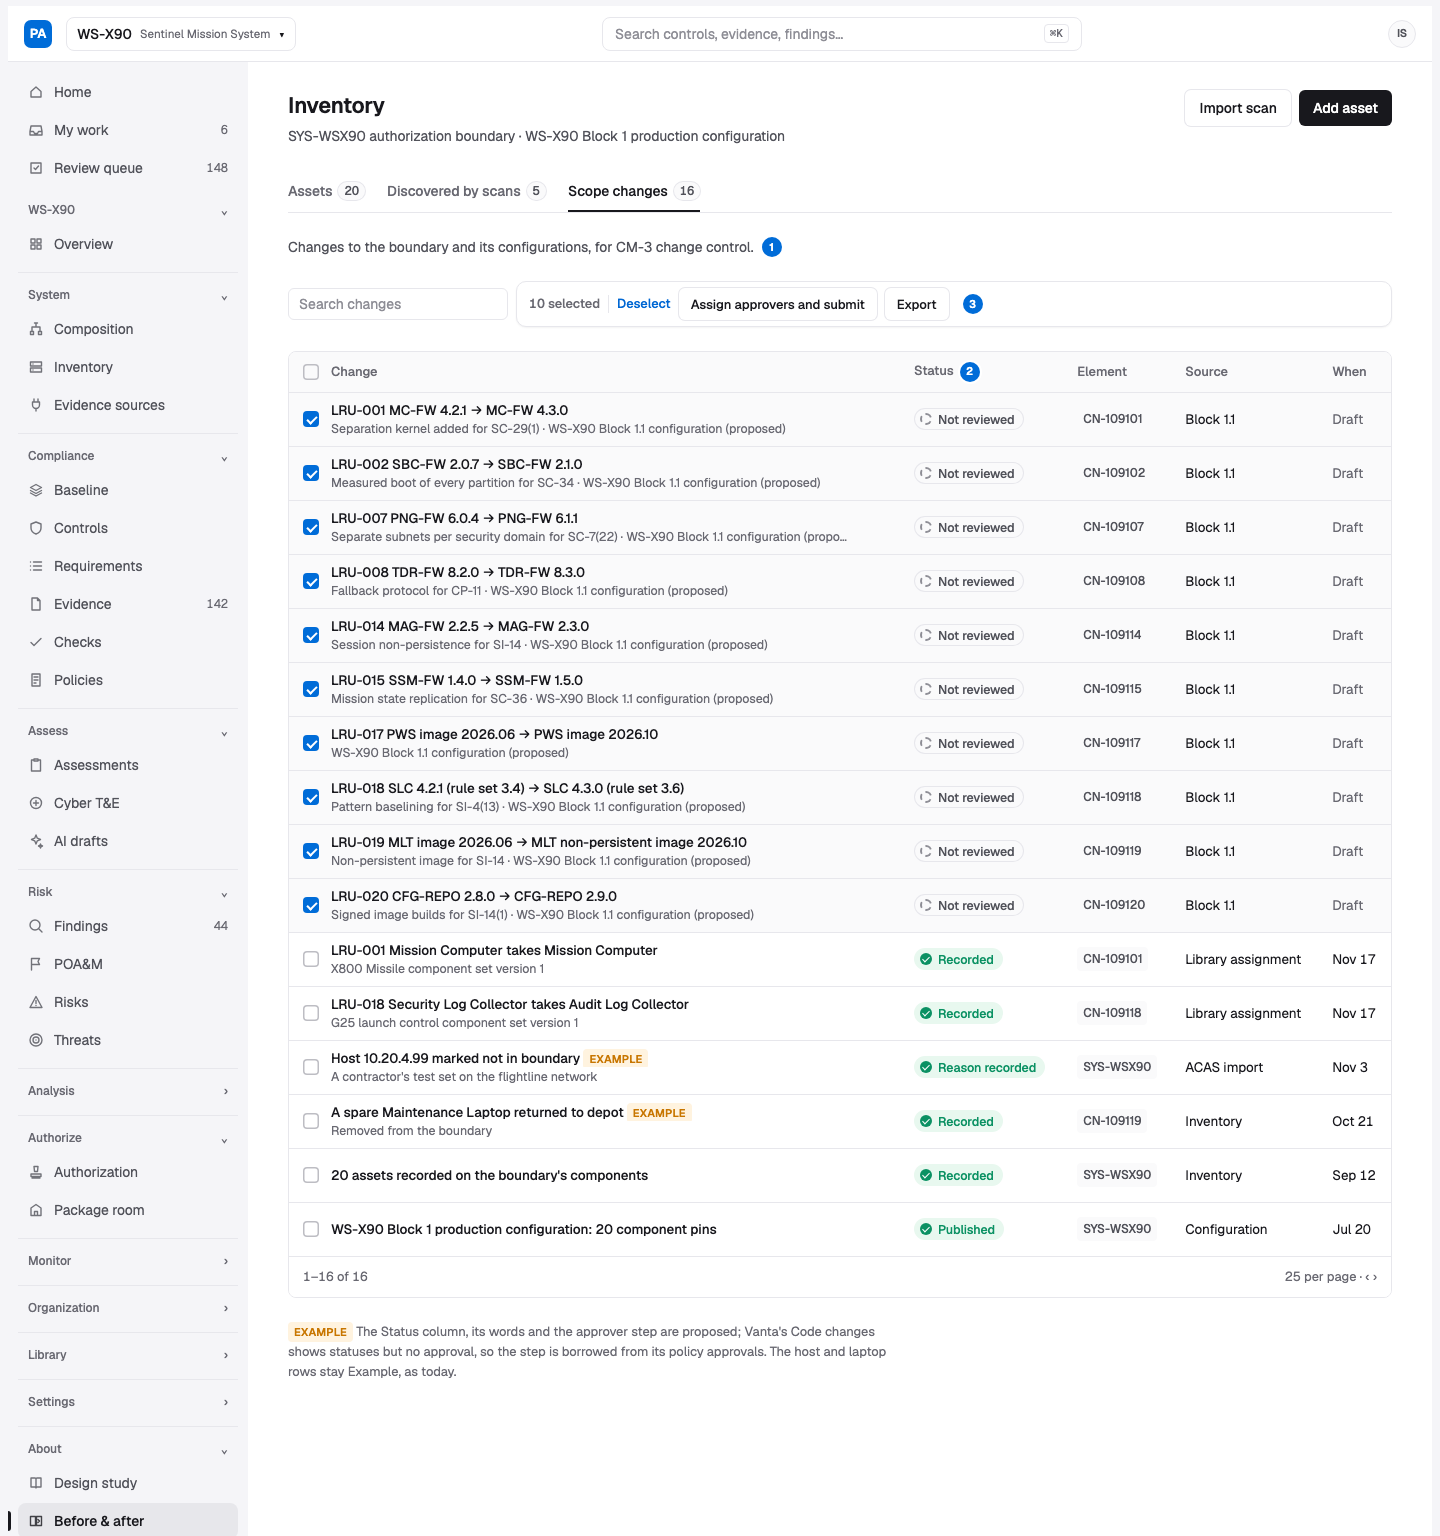 PA
WS-X90 Sentinel Mission System
Search controls, evidence, findings...
⌘K
IS
Home
My work 6
Review queue 148
WS-X90
Overview
System
Composition
Inventory
Evidence sources
Compliance
Baseline
Controls
Requirements
Evidence 142
Checks
Policies
Assess
Assessments
Cyber T&E
AI drafts
Risk
Findings 44
POA&M
Risks
Threats
Analysis
Authorize
Authorization
Package room
Monitor
Organization
Library
Settings
About
Design study
Before & after
Inventory
SYS-WSX90 authorization boundary · WS-X90 Block 1 production configuration
Import scan
Add asset
Assets 20
Discovered by scans 5
Scope changes 16
Changes to the boundary and its configurations, for CM-3 change control. 1
Search changes
10 selected
Deselect
Assign approvers and submit
Export
3
Change Status 2 Element Source When
LRU-001 MC-FW 4.2.1 → MC-FW 4.3.0
Separation kernel added for SC-29(1) · WS-X90 Block 1.1 configuration (proposed)
Not reviewed CN-109101 Block 1.1 Draft
LRU-002 SBC-FW 2.0.7 → SBC-FW 2.1.0
Measured boot of every partition for SC-34 · WS-X90 Block 1.1 configuration (proposed)
Not reviewed CN-109102 Block 1.1 Draft
LRU-007 PNG-FW 6.0.4 → PNG-FW 6.1.1
Separate subnets per security domain for SC-7(22) · WS-X90 Block 1.1 configuration (propo...
Not reviewed CN-109107 Block 1.1 Draft
LRU-008 TDR-FW 8.2.0 → TDR-FW 8.3.0
Fallback protocol for CP-11 · WS-X90 Block 1.1 configuration (proposed)
Not reviewed CN-109108 Block 1.1 Draft
LRU-014 MAG-FW 2.2.5 → MAG-FW 2.3.0
Session non-persistence for SI-14 · WS-X90 Block 1.1 configuration (proposed)
Not reviewed CN-109114 Block 1.1 Draft
LRU-015 SSM-FW 1.4.0 → SSM-FW 1.5.0
Mission state replication for SC-36 · WS-X90 Block 1.1 configuration (proposed)
Not reviewed CN-109115 Block 1.1 Draft
LRU-017 PWS image 2026.06 → PWS image 2026.10
WS-X90 Block 1.1 configuration (proposed)
Not reviewed CN-109117 Block 1.1 Draft
LRU-018 SLC 4.2.1 (rule set 3.4) → SLC 4.3.0 (rule set 3.6)
Pattern baselining for SI-4(13) · WS-X90 Block 1.1 configuration (proposed)
Not reviewed CN-109118 Block 1.1 Draft
LRU-019 MLT image 2026.06 → MLT non-persistent image 2026.10
Non-persistent image for SI-14 · WS-X90 Block 1.1 configuration (proposed)
Not reviewed CN-109119 Block 1.1 Draft
LRU-020 CFG-REPO 2.8.0 → CFG-REPO 2.9.0
Signed image builds for SI-14(1) · WS-X90 Block 1.1 configuration (proposed)
Not reviewed CN-109120 Block 1.1 Draft
LRU-001 Mission Computer takes Mission Computer
X800 Missile component set version 1
Recorded CN-109101 Library assignment Nov 17
LRU-018 Security Log Collector takes Audit Log Collector
G25 launch control component set version 1
Recorded CN-109118 Library assignment Nov 17
Host 10.20.4.99 marked not in boundary EXAMPLE
A contractor's test set on the flightline network
Reason recorded SYS-WSX90 ACAS import Nov 3
A spare Maintenance Laptop returned to depot EXAMPLE
Removed from the boundary
Recorded CN-109119 Inventory Oct 21
20 assets recorded on the boundary's components
Recorded SYS-WSX90 Inventory Sep 12
WS-X90 Block 1 production configuration: 20 component pins
Published SYS-WSX90 Configuration Jul 20
1–16 of 16
25 per page · ‹ ›
EXAMPLE The Status column, its words and the approver step are proposed; Vanta's Code changes
shows statuses but no approval, so the step is borrowed from its policy approvals. The host and laptop
rows stay Example, as today.